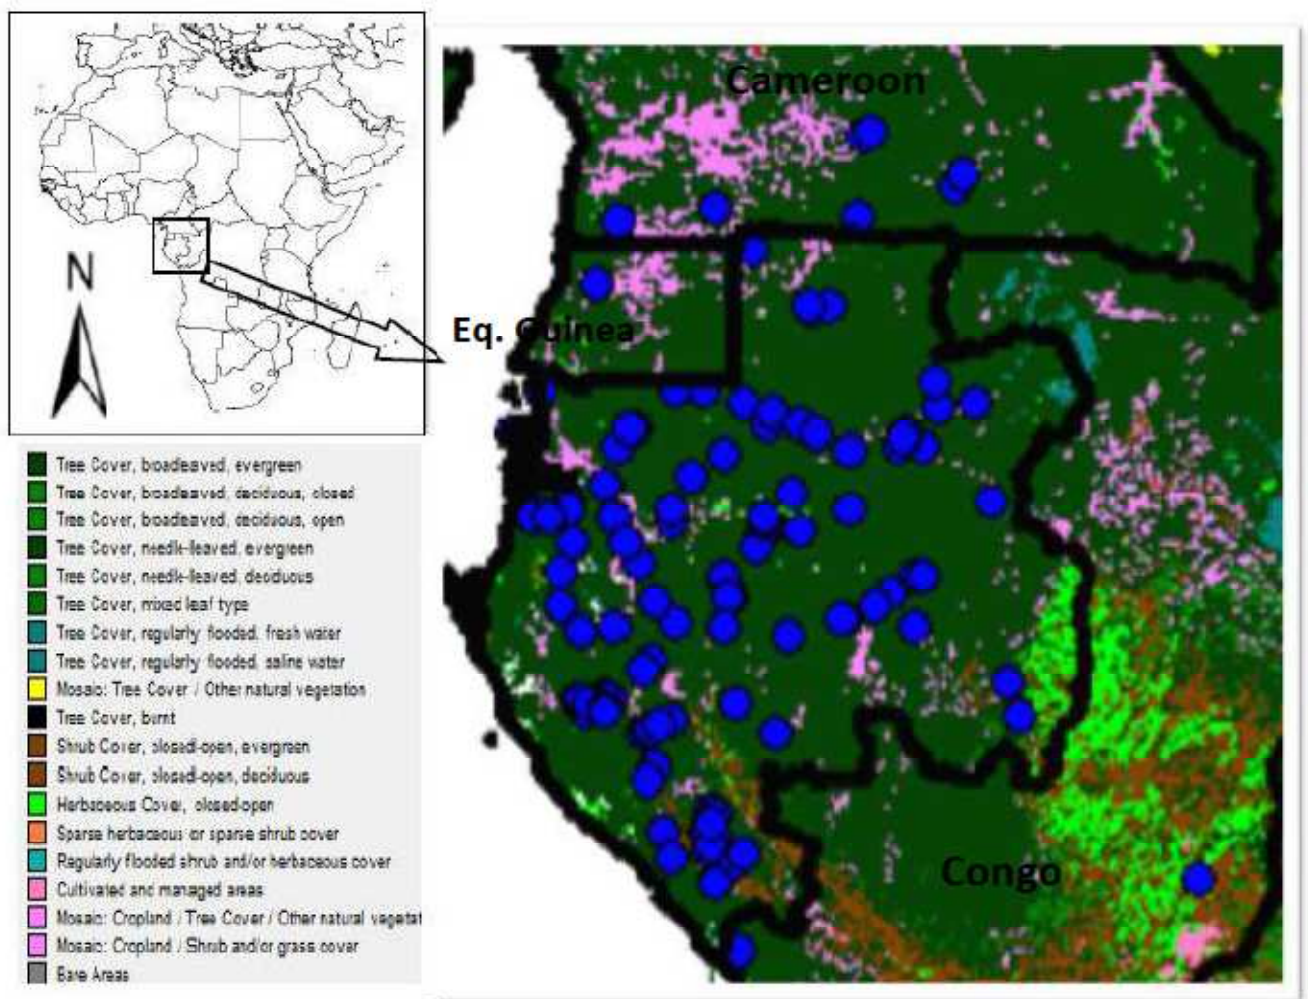 N
Cameroon
Eq. Guinea
Congo
Tree Cover, broadleaved, evergreen
Tree Cover, broadleaved, deciduous, closed
Tree Cover, broadleaved, deciduous, open
Tree Cover, needle-leaved, evergreen
Tree Cover, needle-leaved, deciduous
Tree Cover, mixed leaf type
Tree Cover, regularly flooded, fresh water
Tree Cover, regularly flooded, saline water
Mosaic: Tree Cover / Other natural vegetation
Tree Cover, burnt
Shrub Cover, closed-open, evergreen
Shrub Cover, closed-open, deciduous
Herbaceous Cover, closed-open
Sparse herbaceous or sparse shrub cover
Regularly flooded shrub and/or herbaceous cover
Cultivated and managed areas
Mosaic: Cropland / Tree Cover / Other natural vegetat
Mosaic: Cropland / Shrub and/or grass cover
Bare Areas